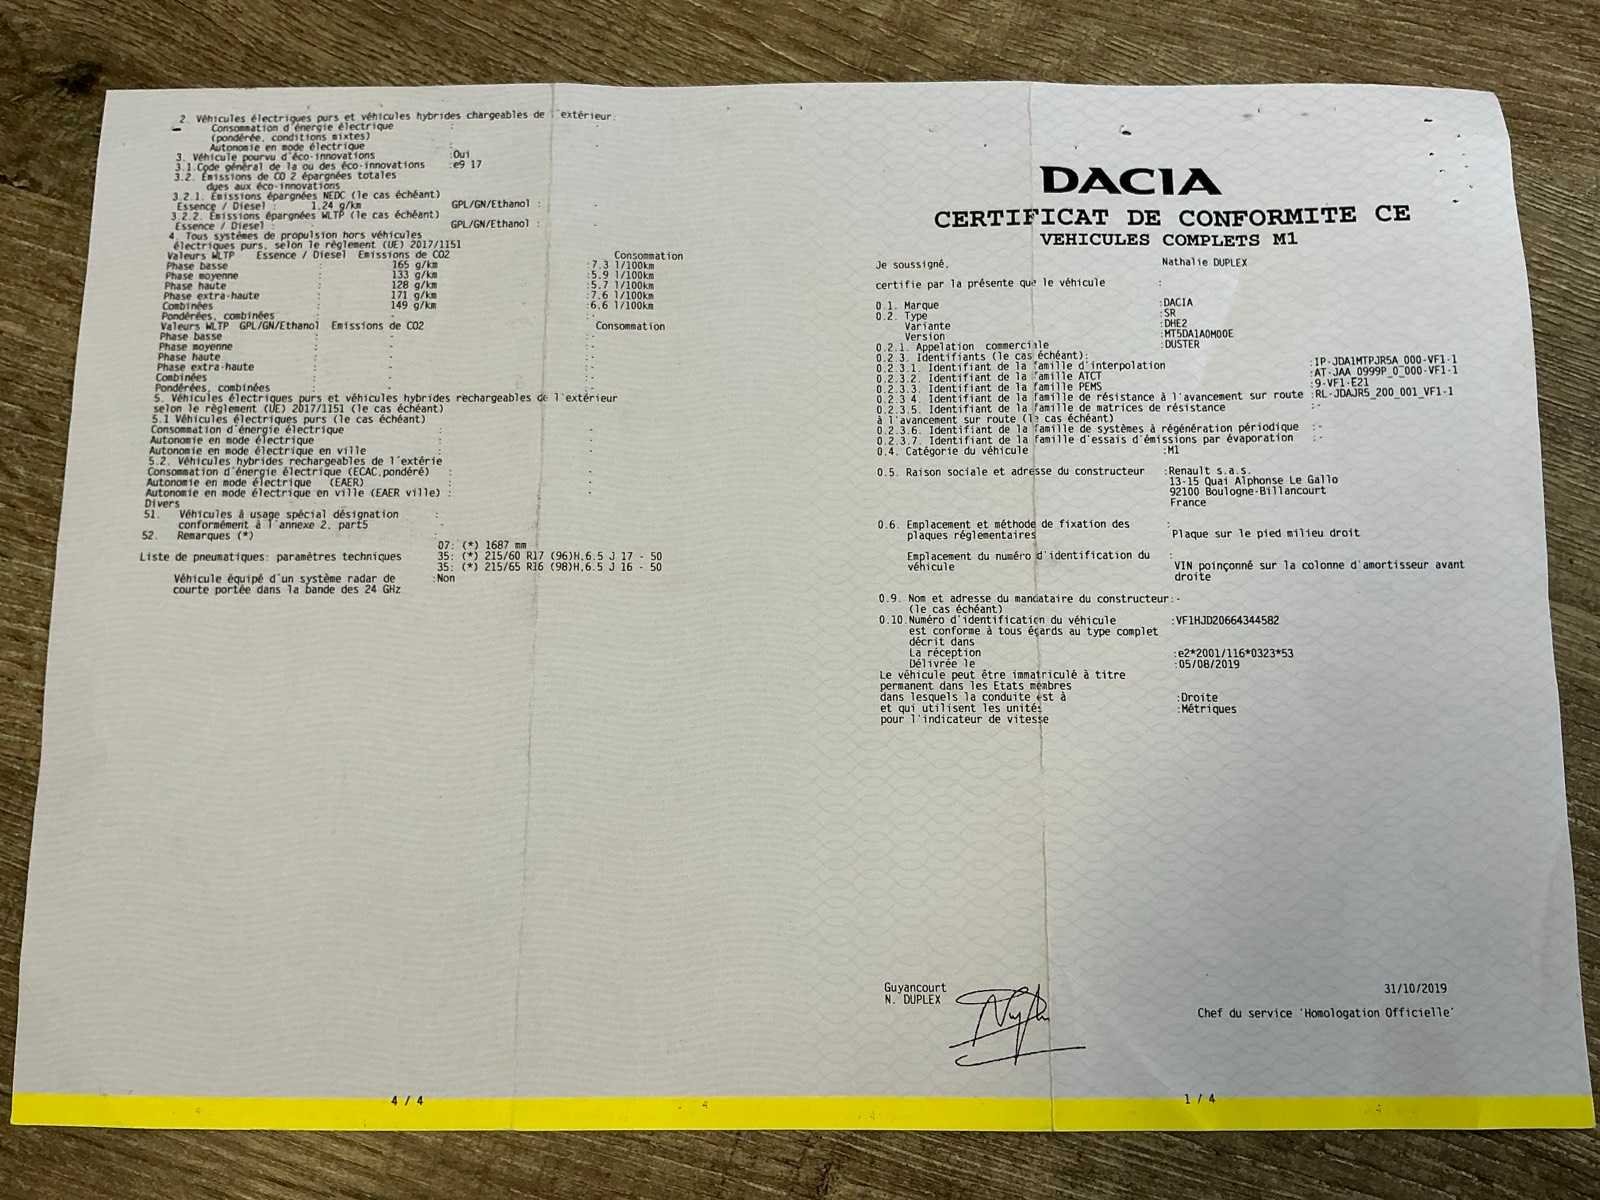 2. Véhicules électriques purs et véhicules hybrides chargeables de l'extérieur:
Consommation d'énergie électrique :
(pondérée, conditions mixtes) -
Autonomie en mode électrique : -
3. Véhicule pourvu d'éco-innovations :Oui
3.1.Code général de la ou des éco-innovations :e9 17
3.2. Émissions de CO 2 épargnées totales
dues aux éco-innovations
3.2.1. Émissions épargnées NEDC (le cas échéant)
Essence / Diesel : 1.24 g/km GPL/GN/Ethanol : -
3.2.2. Émissions épargnées WLTP (le cas échéant)
Essence / Diesel : - GPL/GN/Ethanol : -
4. Tous systèmes de propulsion hors véhicules
électriques purs, selon le règlement (UE) 2017/1151
Valeurs WLTP Essence / Diesel Emissions de CO2 Consommation
Phase basse : 165 g/km :7.3 l/100km
Phase moyenne : 133 g/km :5.9 l/100km
Phase haute : 128 g/km :5.7 l/100km
Phase extra-haute : 171 g/km :7.6 l/100km
Combinées : 149 g/km :6.6 l/100km
Pondérées, combinées : - :-
Valeurs WLTP GPL/GN/Ethanol Emissions de CO2 Consommation
Phase basse : - :-
Phase moyenne : - :-
Phase haute : - :-
Phase extra-haute : - :-
Combinées : - :-
Pondérées, combinées : - :-
5. Véhicules électriques purs et véhicules hybrides rechargeables de l'extérieur
selon le règlement (UE) 2017/1151 (le cas échéant)
5.1 Véhicules électriques purs (le cas échéant)
Consommation d'énergie électrique : -
Autonomie en mode électrique : -
Autonomie en mode électrique en ville : -
5.2. Véhicules hybrides rechargeables de l'extérie
Consommation d'énergie électrique (ECAC,pondéré) : -
Autonomie en mode électrique (EAER) : -
Autonomie en mode électrique en ville (EAER ville) : -
Divers
51. Véhicules à usage spécial désignation :
conformément à l'annexe 2, part5 -
52. Remarques (*) :
07: (*) 1687 mm
Liste de pneumatiques: paramètres techniques 35: (*) 215/60 R17 (96)H,6.5 J 17 - 50
35: (*) 215/65 R16 (98)H,6.5 J 16 - 50
Véhicule équipé d'un système radar de :Non
courte portée dans la bande des 24 GHz
4 / 4
DACIA
CERTIFICAT DE CONFORMITE CE
VEHICULES COMPLETS M1
Je soussigné, Nathalie DUPLEX
certifie par la présente que le véhicule :
0.1. Marque :DACIA
0.2. Type :SR
Variante :DHE2
Version :MT5DA1A0M00E
0.2.1. Appelation commerciale :DUSTER
0.2.3. Identifiants (le cas échéant):
0.2.3.1. Identifiant de la famille d'interpolation :IP-JDA1MTPJR5A_000-VF1-1
0.2.3.2. Identifiant de la famille ATCT :AT-JAA_0999P_0_000-VF1-1
0.2.3.3. Identifiant de la famille PEMS :9-VF1-E21
0.2.3 4. Identifiant de la famille de résistance à l'avancement sur route :RL-JDAJR5_200_001_VF1-1
0.2.3.5. Identifiant de la famille de matrices de résistance :-
à l'avancement sur route (le cas échéant)
0.2.3.6. Identifiant de la famille de systèmes à régénération périodique :-
0.2.3.7. Identifiant de la famille d'essais d'émissions par évaporation :-
0.4. Catégorie du véhicule :M1
0.5. Raison sociale et adresse du constructeur :Renault s.a.s.
13-15 Quai Alphonse Le Gallo
92100 Boulogne-Billancourt
France
0.6. Emplacement et méthode de fixation des :
plaques réglementaires Plaque sur le pied milieu droit
Emplacement du numéro d'identification du :
véhicule VIN poinçonné sur la colonne d'amortisseur avant
droite
0.9. Nom et adresse du mandataire du constructeur:-
(le cas échéant)
0.10.Numéro d'identification du véhicule :VF1HJD20664344582
est conforme à tous égards au type complet
décrit dans
La réception :e2*2001/116*0323*53
Délivrée le :05/08/2019
Le véhicule peut être immatriculé à titre
permanent dans les Etats membres
dans lesquels la conduite est à :Droite
et qui utilisent les unités :Métriques
pour l'indicateur de vitesse
Guyancourt 31/10/2019
N. DUPLEX
Chef du service 'Homologation Officielle'
1 / 4